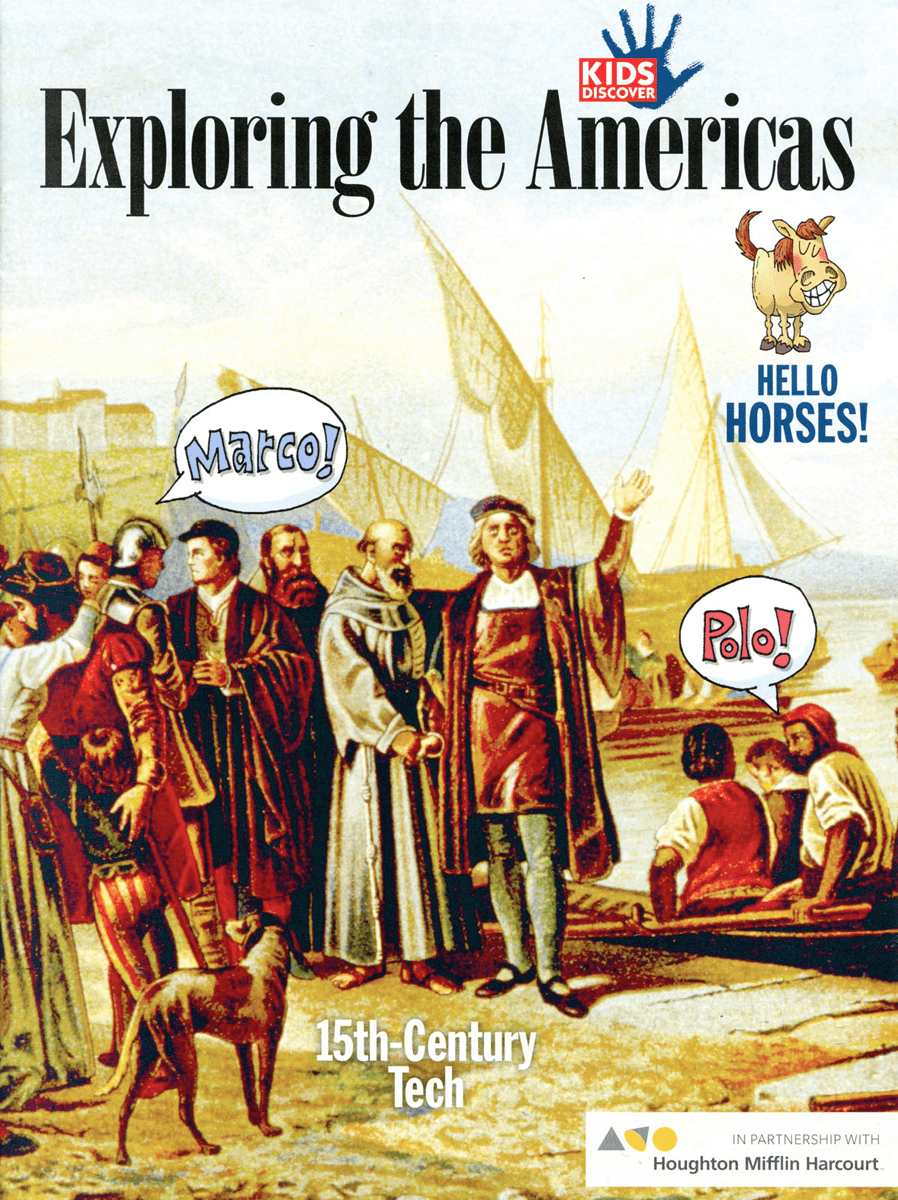 KIDS
DISCOVER
Exploring the Americas
HELLO
HORSES!
Marco!
Polo!
15th-Century
Tech
IN PARTNERSHIP WITH
Houghton Mifflin Harcourt